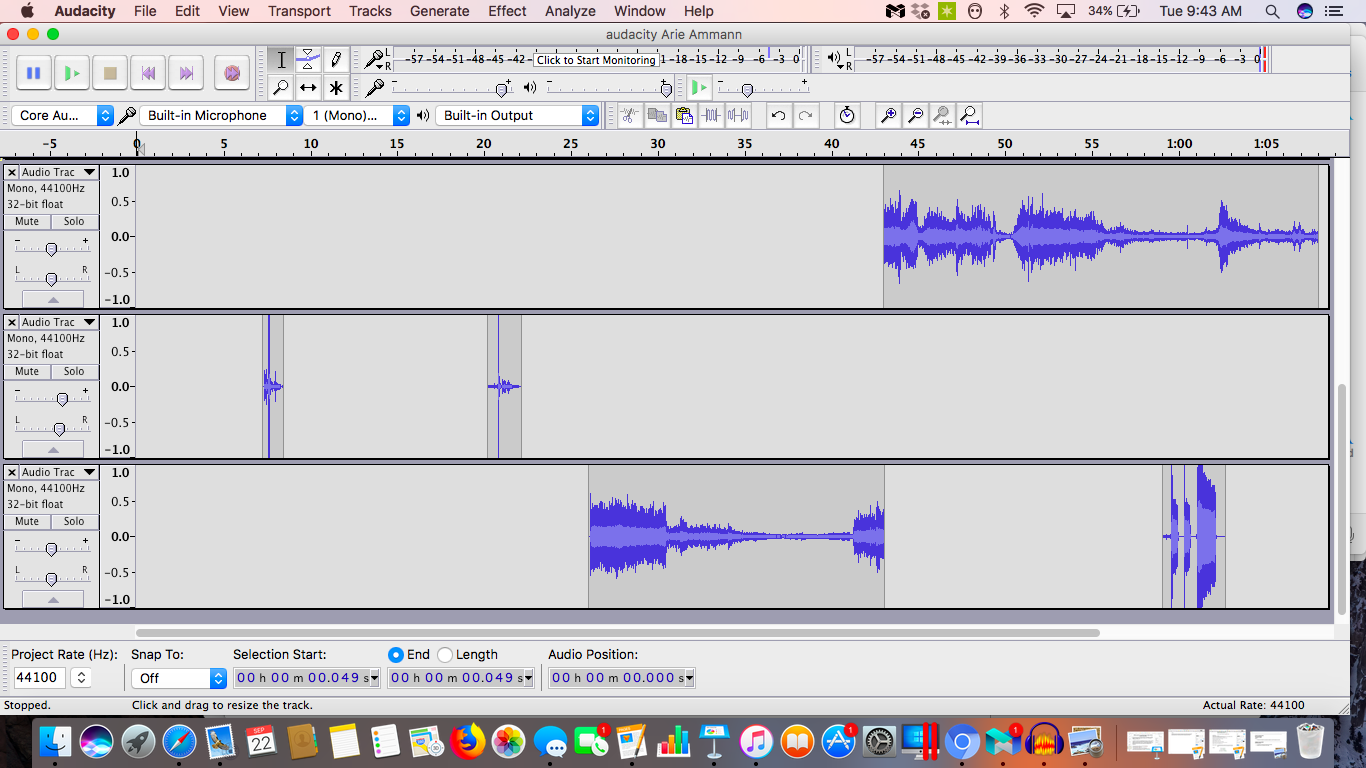 Audacity File Edit View Transport Tracks Generate Effect Analyze Window Help 34% Tue 9:43 AM
audacity Arie Ammann
L R -57 -54 -51 -48 -45 -42 Click to Start Monitoring 1 -18 -15 -12 -9 -6 -3 0 L R -57 -54 -51 -48 -45 -42 -39 -36 -33 -30 -27 -24 -21 -18 -15 -12 -9 -6 -3 0
- + - + - +
Core Au... Built-in Microphone 1 (Mono)... Built-in Output
-5 0 5 10 15 20 25 30 35 40 45 50 55 1:00 1:05
Audio Trac 1.0
Mono, 44100Hz
32-bit float 0.5
Mute Solo
- + 0.0
L R -0.5
-1.0
Audio Trac 1.0
Mono, 44100Hz
32-bit float 0.5
Mute Solo
- + 0.0
L R -0.5
-1.0
Audio Trac 1.0
Mono, 44100Hz
32-bit float 0.5
Mute Solo
- + 0.0
L R -0.5
-1.0
Project Rate (Hz): Snap To: Selection Start: End Length Audio Position:
44100 Off 00 h 00 m 00.049 s 00 h 00 m 00.049 s 00 h 00 m 00.000 s
Stopped. Click and drag to resize the track. Actual Rate: 44100
SEP
22 1 1 1